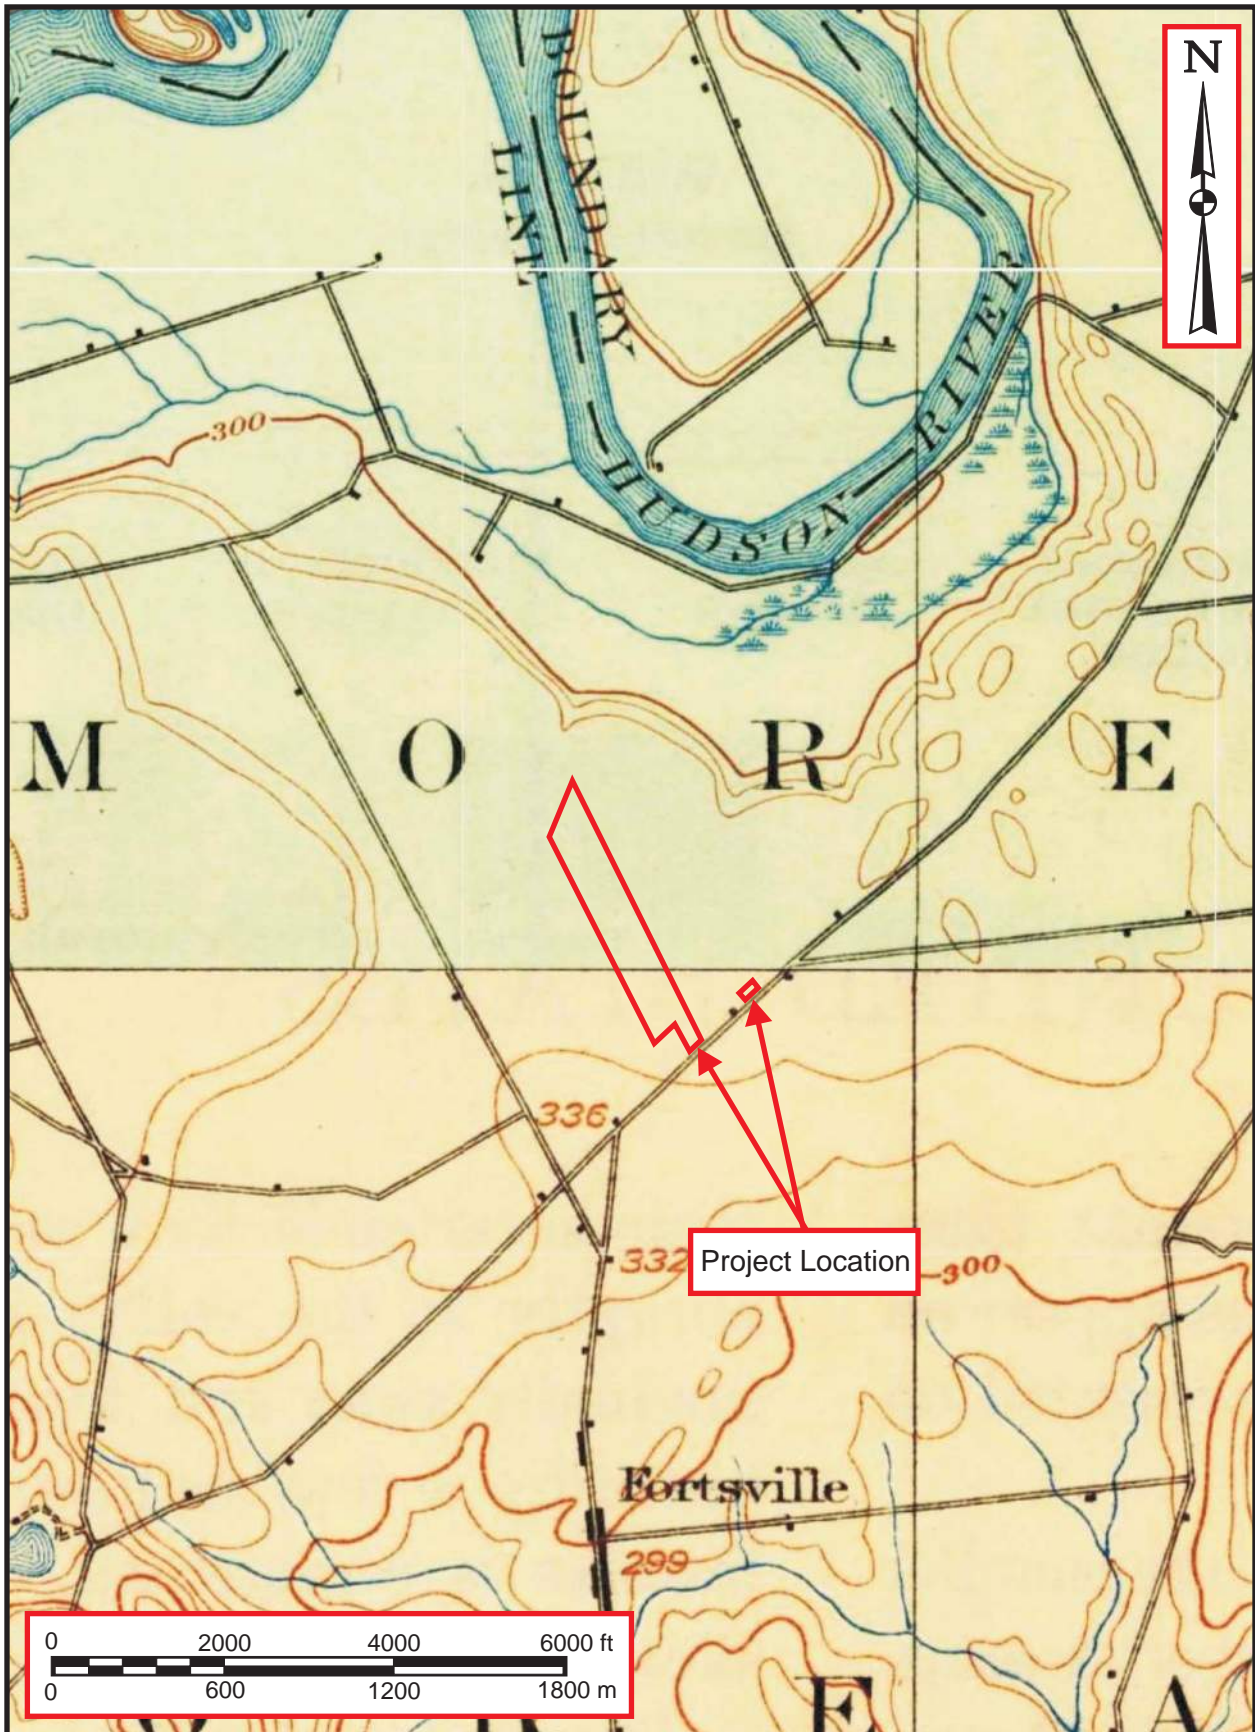 N
BOUNDARY
LINE
HUDSON RIVER
300
M O R E
336
332
Project Location
300
Fortsville
299
0 2000 4000 6000 ft
0 600 1200 1800 m
E A